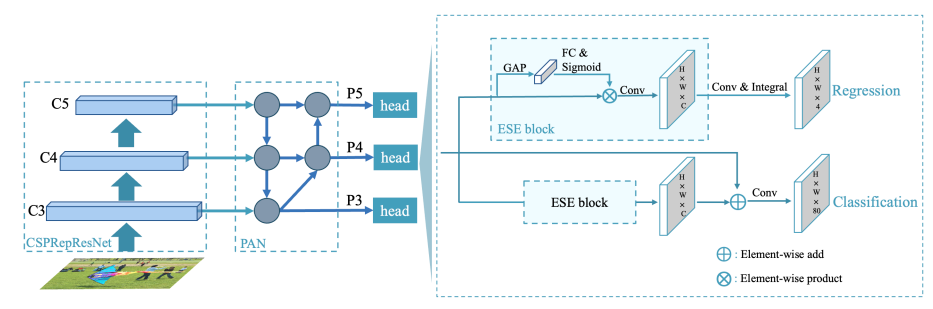 C5
C4
C3
CSPRepResNet
PAN
P5
P4
P3
head
head
head
GAP
FC &
Sigmoid
Conv
ESE block
H
×
W
×
C
Conv & Integral
H
×
W
×
4
Regression
ESE block
H
×
W
×
C
Conv
H
×
W
×
80
Classification
: Element-wise add
: Element-wise product